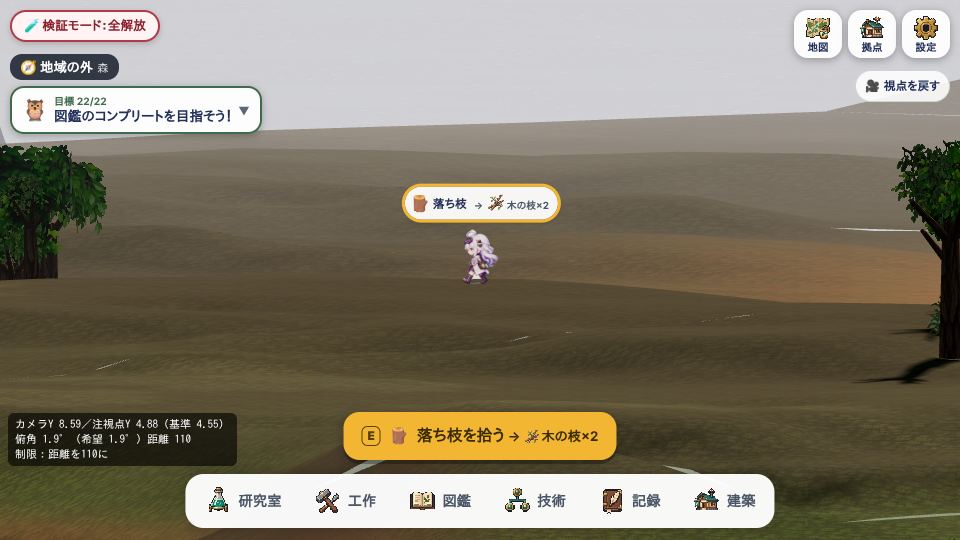 検証モード:全解放
地域の外 森
目標 22/22
図鑑のコンプリートを目指そう!
地図
拠点
設定
視点を戻す
落ち枝 → 木の枝×2
カメラY 8.59/注視点Y 4.88 (基準 4.55)
俯角 1.9° (希望 1.9°) 距離 110
制限:距離を110に
E 落ち枝を拾う → 木の枝×2
研究室
工作
図鑑
技術
記録
建築